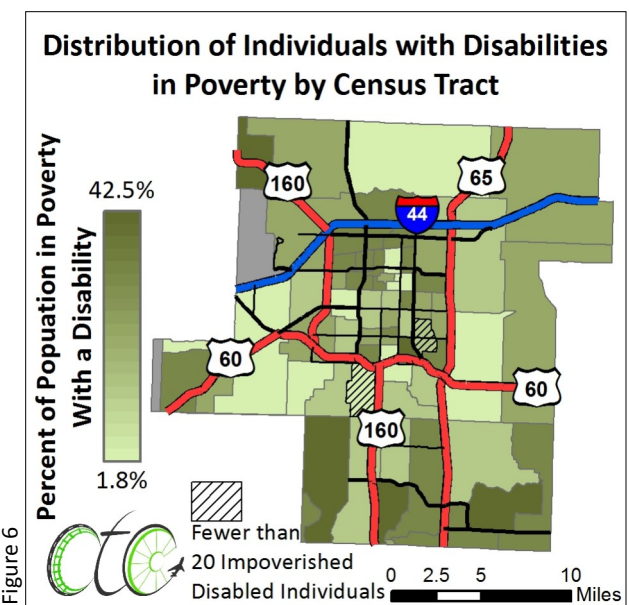 Distribution of Individuals with Disabilities
in Poverty by Census Tract
Percent of Popuation in Poverty
With a Disability
42.5%
1.8%
160
65
44
60
60
160
Fewer than
20 Impoverished
Disabled Individuals
0 2.5 5 10
Miles
Figure 6